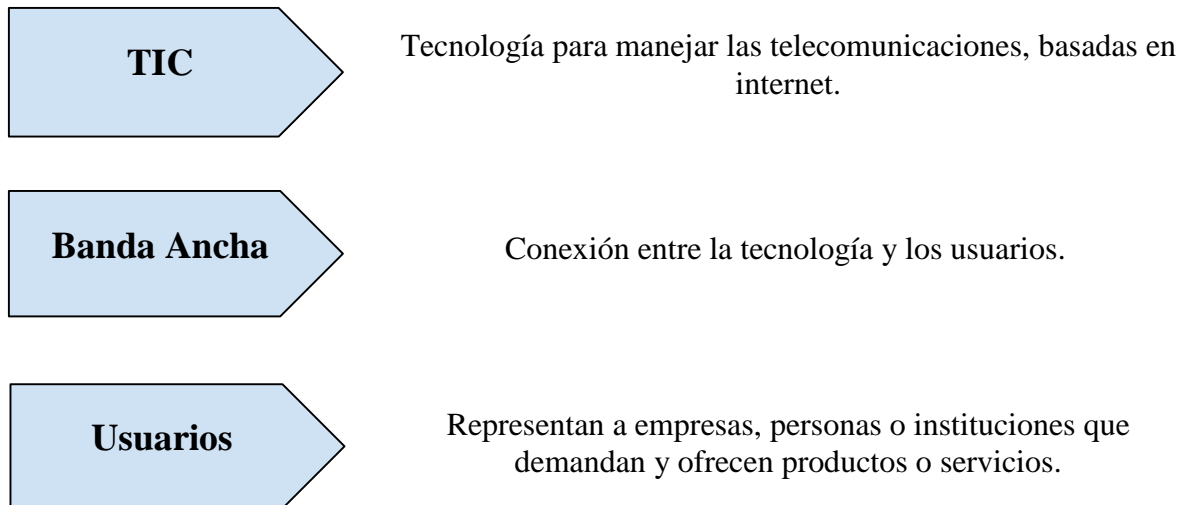 TIC
Tecnología para manejar las telecomunicaciones, basadas en
internet.
Banda Ancha
Conexión entre la tecnología y los usuarios.
Usuarios
Representan a empresas, personas o instituciones que
demandan y ofrecen productos o servicios.